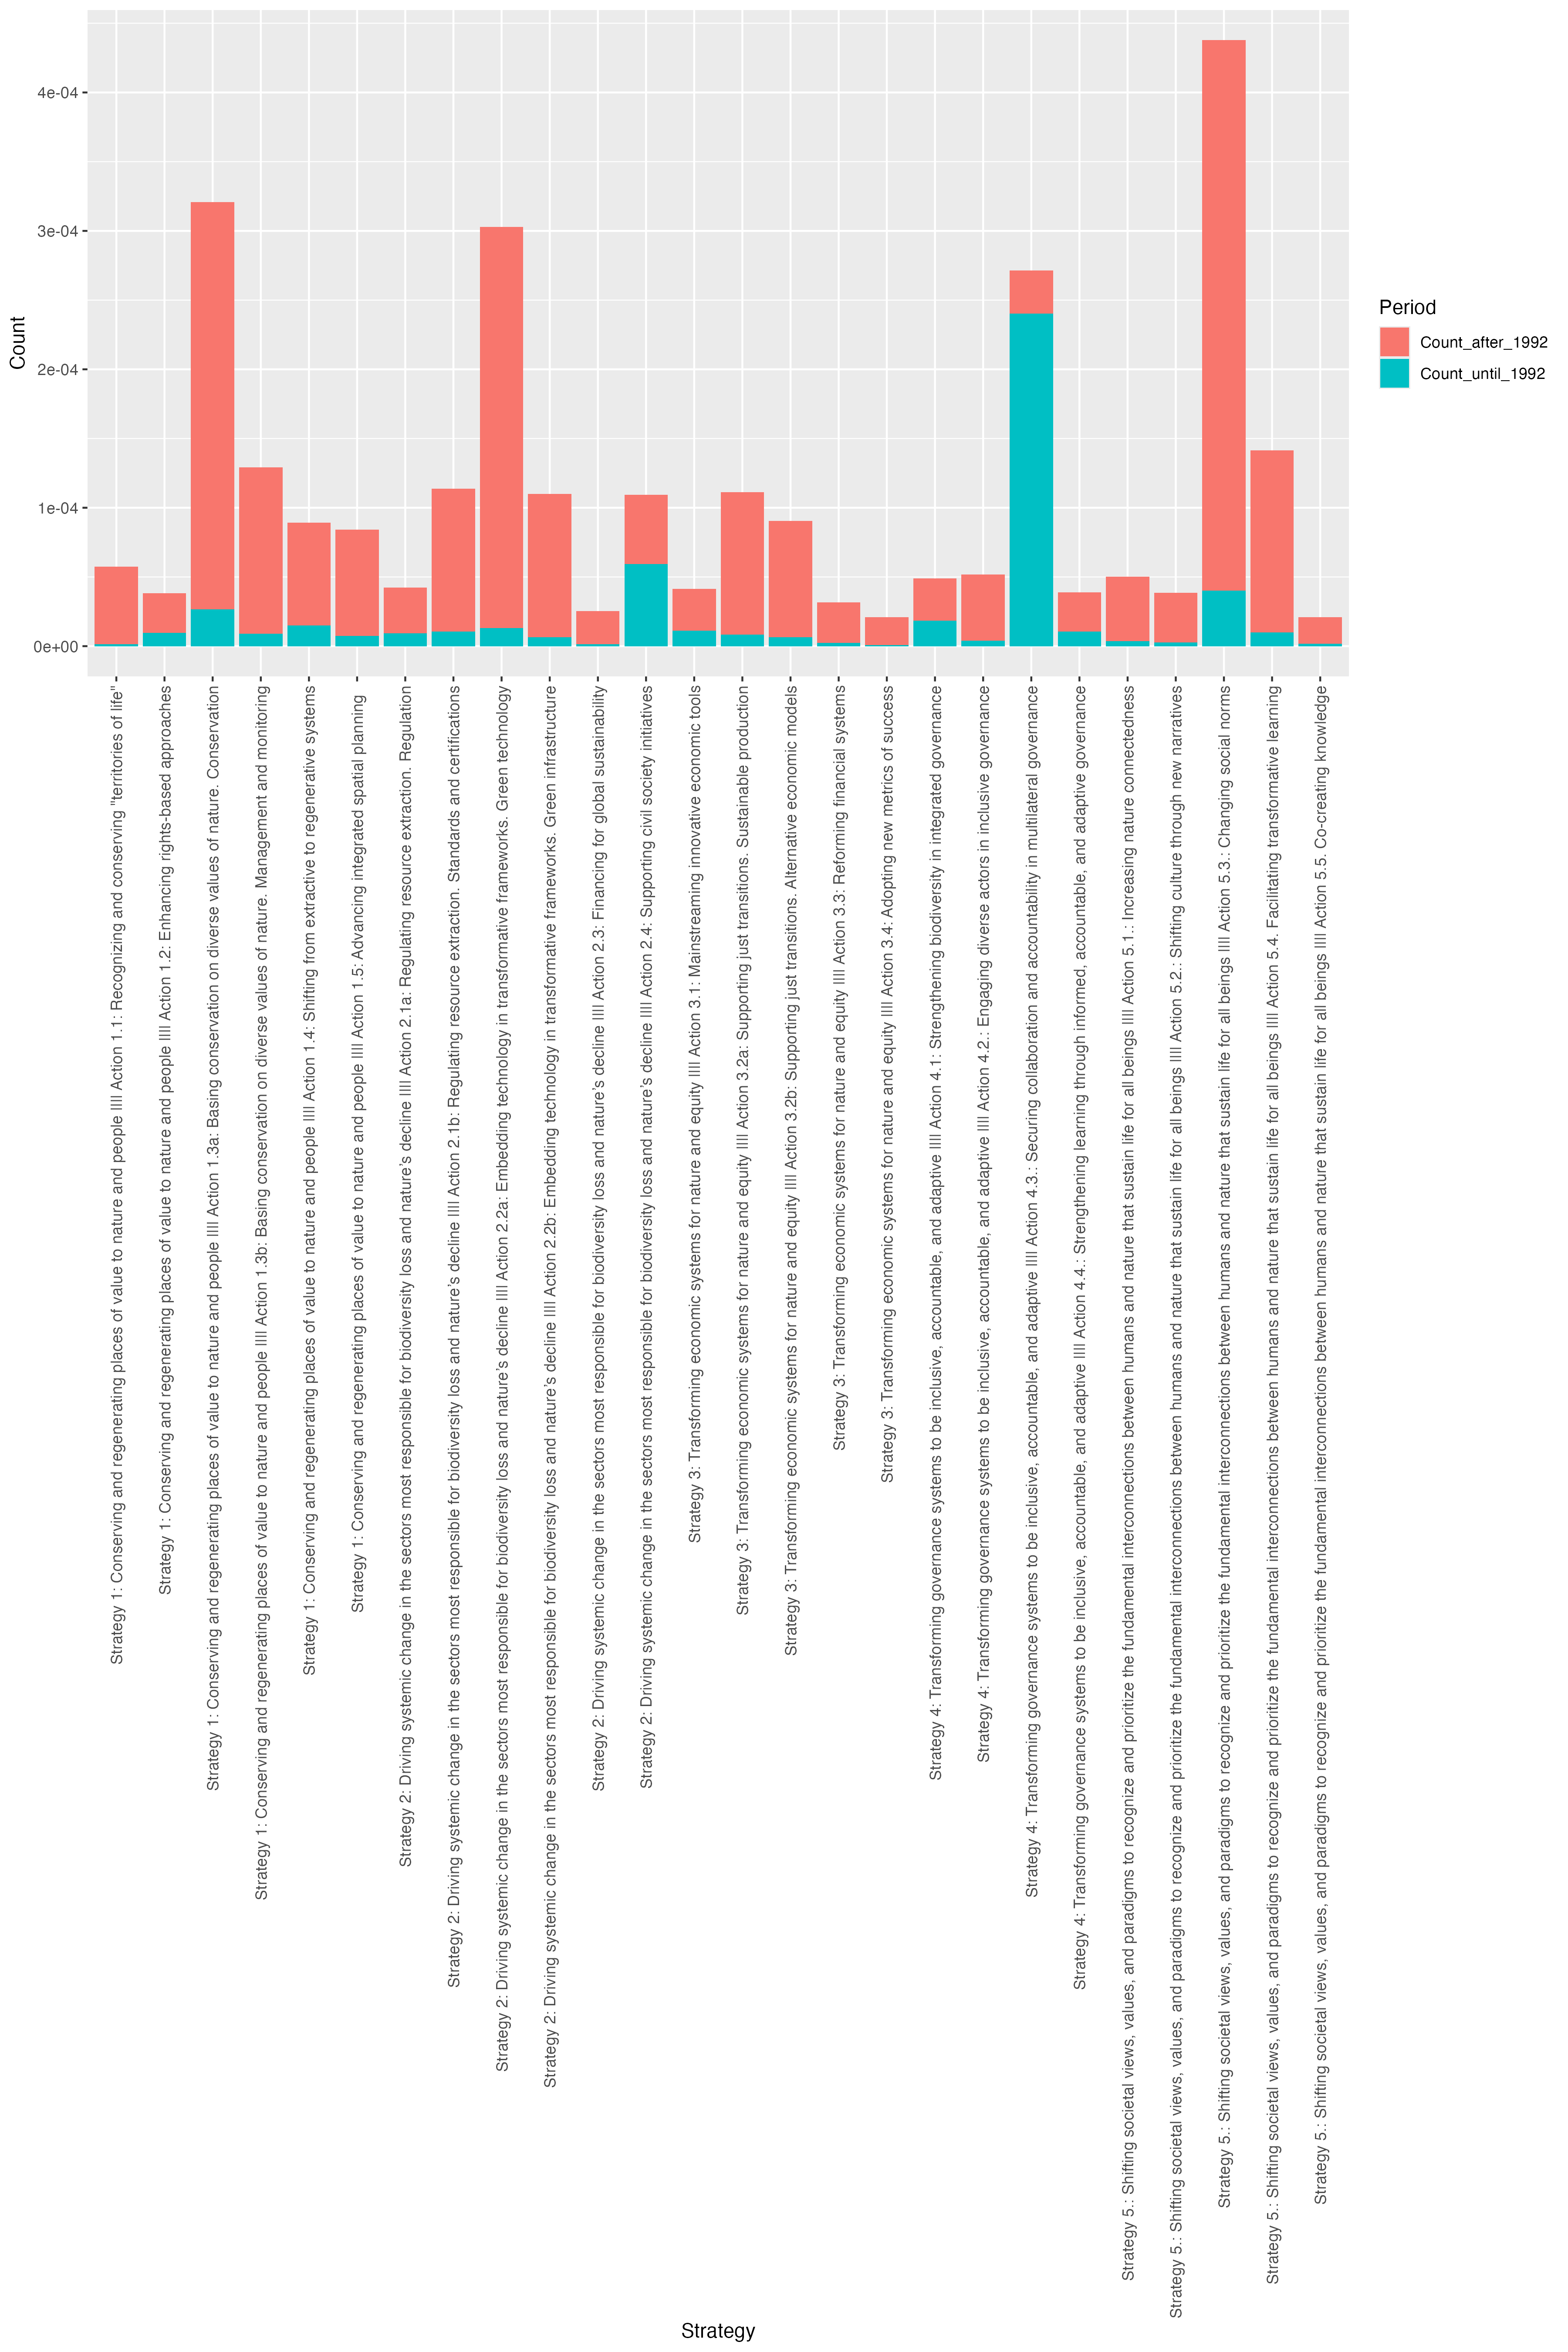 4e-04
3e-04
2e-04
1e-04
0e+00
Count
Period
Count_after_1992
Count_until_1992
Strategy 1: Conserving and regenerating places of value to nature and people |||| Action 1.1: Recognizing and conserving "territories of life"
Strategy 1: Conserving and regenerating places of value to nature and people |||| Action 1.2: Enhancing rights-based approaches
Strategy 1: Conserving and regenerating places of value to nature and people |||| Action 1.3a: Basing conservation on diverse values of nature. Conservation
Strategy 1: Conserving and regenerating places of value to nature and people |||| Action 1.3b: Basing conservation on diverse values of nature. Management and monitoring
Strategy 1: Conserving and regenerating places of value to nature and people |||| Action 1.4: Shifting from extractive to regenerative systems
Strategy 1: Conserving and regenerating places of value to nature and people |||| Action 1.5: Advancing integrated spatial planning
Strategy 2: Driving systemic change in the sectors most responsible for biodiversity loss and nature's decline |||| Action 2.1a: Regulating resource extraction. Regulation
Strategy 2: Driving systemic change in the sectors most responsible for biodiversity loss and nature's decline |||| Action 2.1b: Regulating resource extraction. Standards and certifications
Strategy 2: Driving systemic change in the sectors most responsible for biodiversity loss and nature's decline |||| Action 2.2a: Embedding technology in transformative frameworks. Green technology
Strategy 2: Driving systemic change in the sectors most responsible for biodiversity loss and nature's decline |||| Action 2.2b: Embedding technology in transformative frameworks. Green infrastructure
Strategy 2: Driving systemic change in the sectors most responsible for biodiversity loss and nature's decline |||| Action 2.3: Financing for global sustainability
Strategy 2: Driving systemic change in the sectors most responsible for biodiversity loss and nature's decline |||| Action 2.4: Supporting civil society initiatives
Strategy 3: Transforming economic systems for nature and equity |||| Action 3.1: Mainstreaming innovative economic tools
Strategy 3: Transforming economic systems for nature and equity |||| Action 3.2a: Supporting just transitions. Sustainable production
Strategy 3: Transforming economic systems for nature and equity |||| Action 3.2b: Supporting just transitions. Alternative economic models
Strategy 3: Transforming economic systems for nature and equity |||| Action 3.3: Reforming financial systems
Strategy 3: Transforming economic systems for nature and equity |||| Action 3.4: Adopting new metrics of success
Strategy 4: Transforming governance systems to be inclusive, accountable, and adaptive |||| Action 4.1: Strengthening biodiversity in integrated governance
Strategy 4: Transforming governance systems to be inclusive, accountable, and adaptive |||| Action 4.2.: Engaging diverse actors in inclusive governance
Strategy 4: Transforming governance systems to be inclusive, accountable, and adaptive |||| Action 4.3.: Securing collaboration and accountability in multilateral governance
Strategy 4: Transforming governance systems to be inclusive, accountable, and adaptive |||| Action 4.4.: Strengthening learning through informed, accountable, and adaptive governance
Strategy 5.: Shifting societal views, values, and paradigms to recognize and prioritize the fundamental interconnections between humans and nature that sustain life for all beings |||| Action 5.1.: Increasing nature connectedness
Strategy 5.: Shifting societal views, values, and paradigms to recognize and prioritize the fundamental interconnections between humans and nature that sustain life for all beings |||| Action 5.2.: Shifting culture through new narratives
Strategy 5.: Shifting societal views, values, and paradigms to recognize and prioritize the fundamental interconnections between humans and nature that sustain life for all beings |||| Action 5.3.: Changing social norms
Strategy 5.: Shifting societal views, values, and paradigms to recognize and prioritize the fundamental interconnections between humans and nature that sustain life for all beings |||| Action 5.4. Facilitating transformative learning
Strategy 5.: Shifting societal views, values, and paradigms to recognize and prioritize the fundamental interconnections between humans and nature that sustain life for all beings |||| Action 5.5. Co-creating knowledge
Strategy